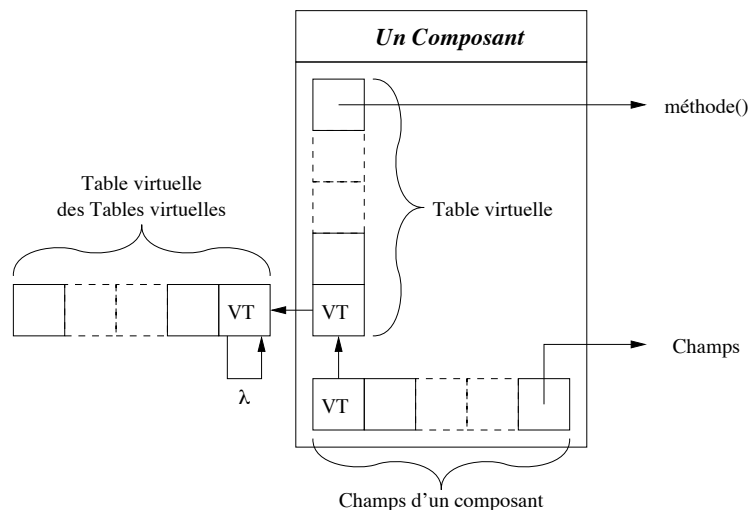 Un Composant
méthode()
Table virtuelle
des Tables virtuelles
Table virtuelle
VT
VT
Champs
λ
VT
Champs d'un composant